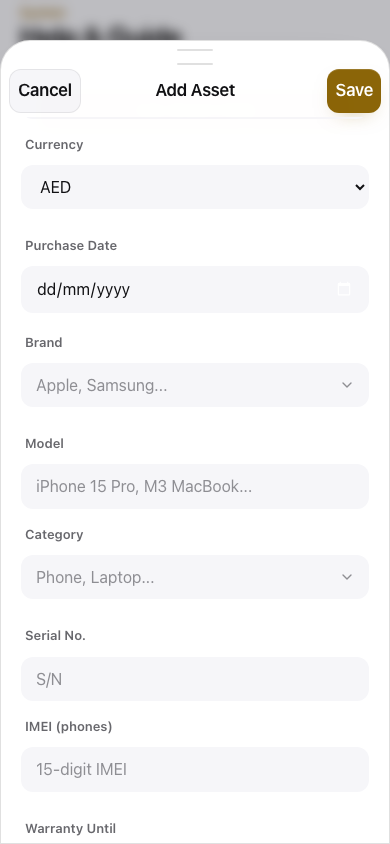 Cancel
Add Asset
Save
Currency
AED
Purchase Date
dd/mm/yyyy
Brand
Apple, Samsung...
Model
iPhone 15 Pro, M3 MacBook...
Category
Phone, Laptop...
Serial No.
S/N
IMEI (phones)
15-digit IMEI
Warranty Until